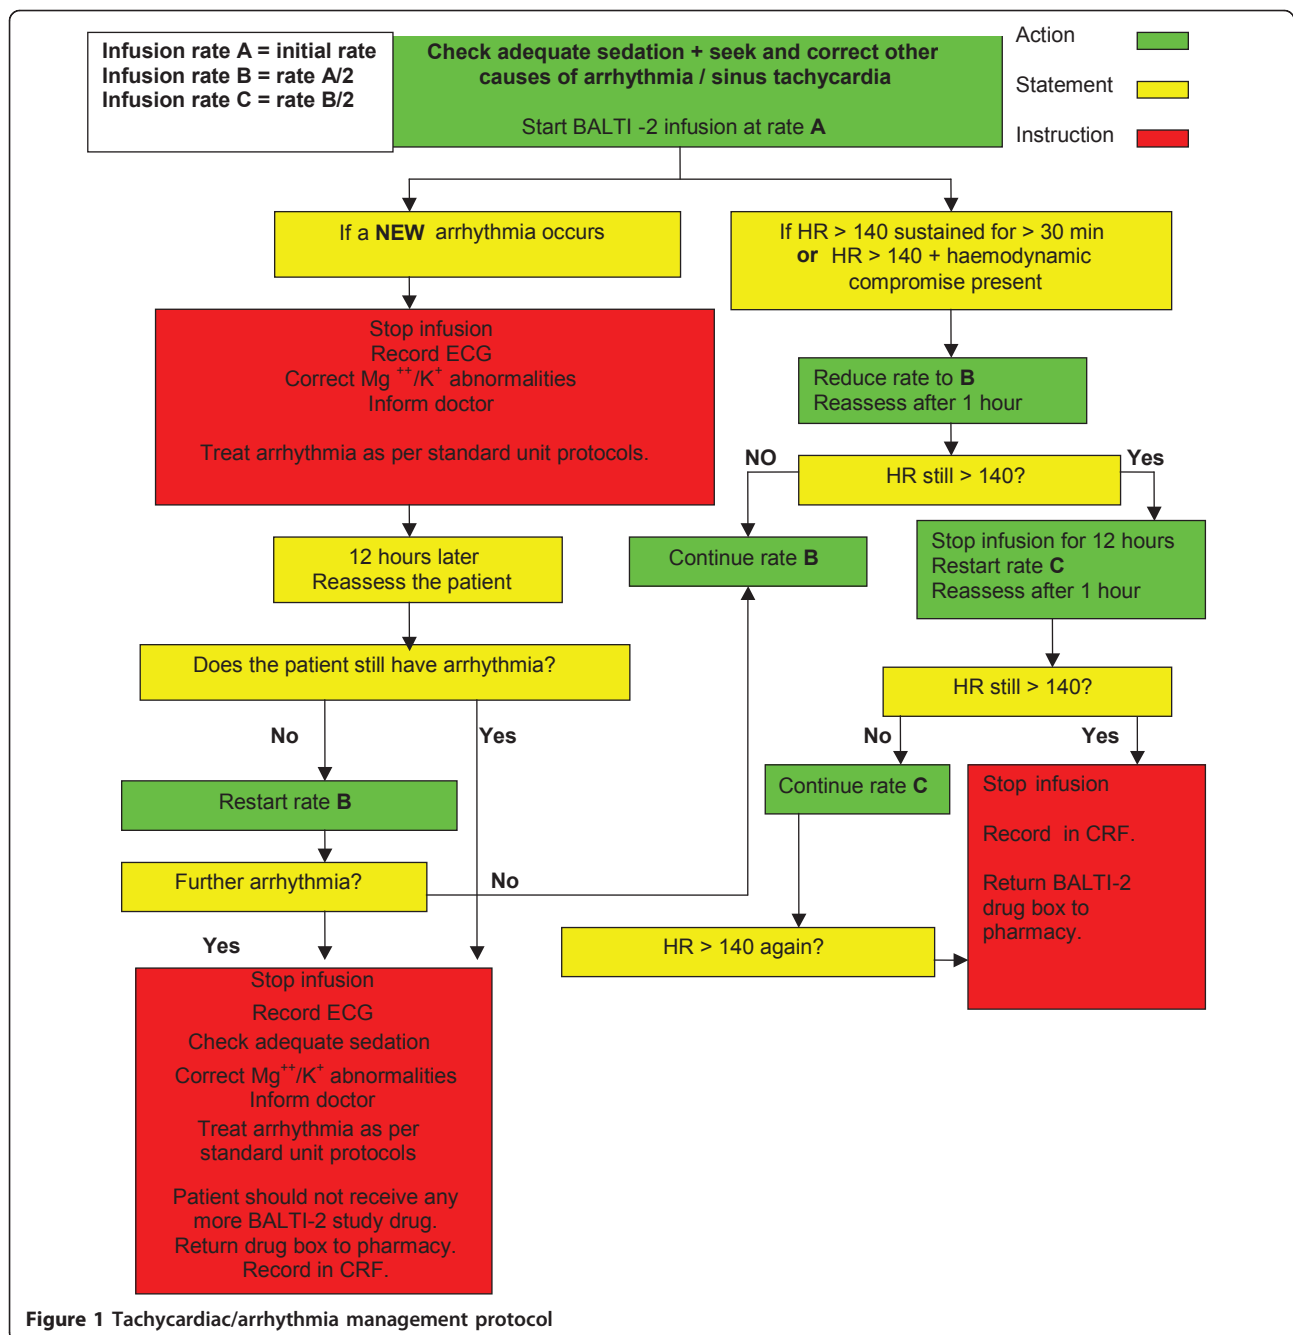 Infusion rate A = initial rate
Infusion rate B = rate A/2
Infusion rate C = rate B/2
Check adequate sedation + seek and correct other
causes of arrhythmia / sinus tachycardia
Start BALTI -2 infusion at rate A
Action
Statement
Instruction
If a NEW arrhythmia occurs
If HR > 140 sustained for > 30 min
or HR > 140 + haemodynamic
compromise present
Stop infusion
Record ECG
Correct Mg ++/K+ abnormalities
Inform doctor
Treat arrhythmia as per standard unit protocols.
Reduce rate to B
Reassess after 1 hour
NO
HR still > 140?
Yes
12 hours later
Reassess the patient
Continue rate B
Stop infusion for 12 hours
Restart rate C
Reassess after 1 hour
Does the patient still have arrhythmia?
HR still > 140?
No
Yes
No
Yes
Restart rate B
Continue rate C
Stop infusion
Record in CRF.
Return BALTI-2
drug box to
pharmacy.
Further arrhythmia?
No
Yes
HR > 140 again?
Stop infusion
Record ECG
Check adequate sedation
Correct Mg++/K+ abnormalities
Inform doctor
Treat arrhythmia as per
standard unit protocols
Patient should not receive any
more BALTI-2 study drug.
Return drug box to pharmacy.
Record in CRF.
Figure 1 Tachycardiac/arrhythmia management protocol